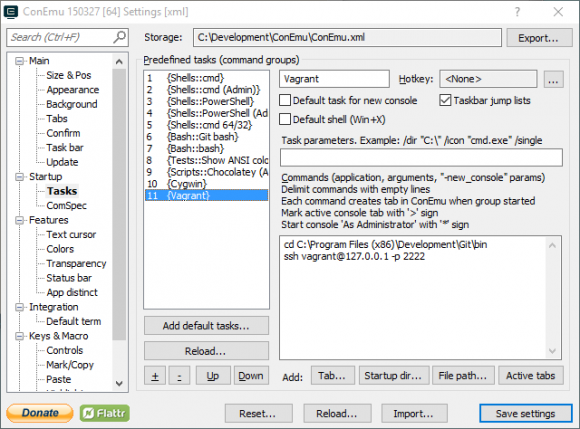 ConEmu 150327 [64] Settings [xml]
Search (Ctrl+F)
Storage: C:\Development\ConEmu\ConEmu.xml Export...
Main
Size & Pos
Appearance
Background
Tabs
Confirm
Task bar
Update
Startup
Tasks
ComSpec
Features
Text cursor
Colors
Transparency
Status bar
App distinct
Integration
Default term
Keys & Macro
Controls
Mark/Copy
Paste
Predefined tasks (command groups)
1 {Shells::cmd}
2 {Shells::cmd (Admin)}
3 {Shells::PowerShell}
4 {Shells::PowerShell (Ad
5 {Shells::cmd 64/32}
6 {Bash::Git bash}
7 {Bash::bash}
8 {Tests::Show ANSI colo
9 {Scripts::Chocolatey (A
10 {Cygwin}
11 {Vagrant}
Add default tasks...
Reload...
+ - Up Down
Vagrant Hotkey: <None> ...
Default task for new console Taskbar jump lists
Default shell (Win+X)
Task parameters. Example: /dir "C:\" /icon "cmd.exe" /single
Commands (application, arguments, "-new_console" params)
Delimit commands with empty lines
Each command creates tab in ConEmu when group started
Mark active console tab with '>' sign
Start console 'As Administrator' with '*' sign
cd C:\Program Files (x86)\Development\Git\bin
ssh vagrant@127.0.0.1 -p 2222
Add: Tab... Startup dir... File path... Active tabs
Donate Flattr Reset... Reload... Import... Save settings